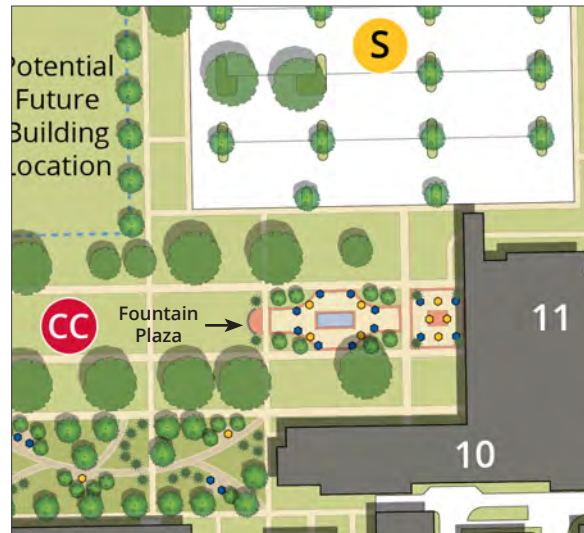 Potential
Future
Building
Location
S
CC
Fountain
Plaza
11
10